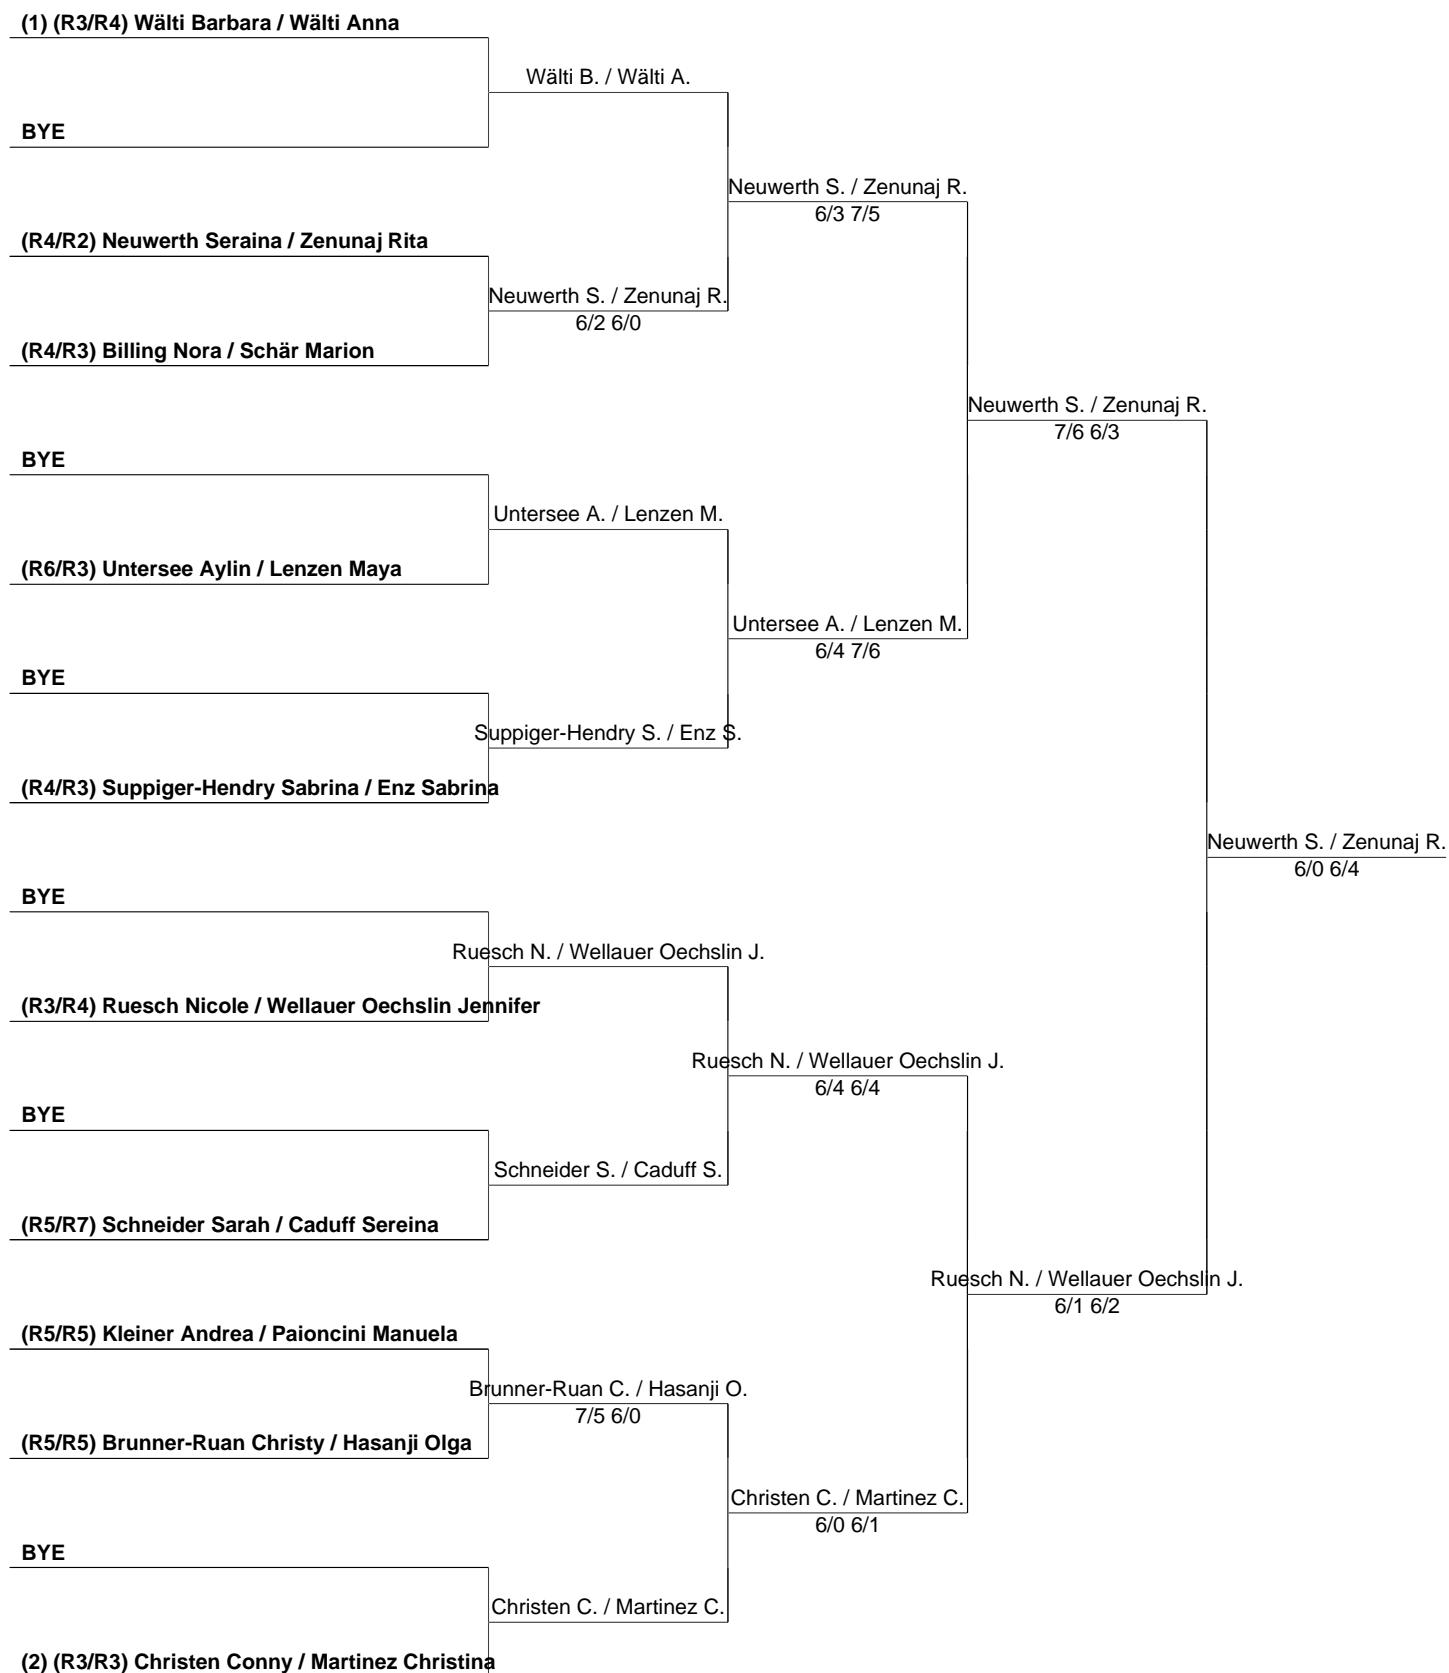 (1) (R3/R4) Wälti Barbara / Wälti Anna
Wälti B. / Wälti A.
BYE
Neuwerth S. / Zenunaj R.
6/3 7/5
(R4/R2) Neuwerth Seraina / Zenunaj Rita
Neuwerth S. / Zenunaj R.
6/2 6/0
(R4/R3) Billing Nora / Schär Marion
Neuwerth S. / Zenunaj R.
7/6 6/3
BYE
Untersee A. / Lenzen M.
(R6/R3) Untersee Aylin / Lenzen Maya
Untersee A. / Lenzen M.
6/4 7/6
BYE
Suppiger-Hendry S. / Enz S.
(R4/R3) Suppiger-Hendry Sabrina / Enz Sabrina
Neuwerth S. / Zenunaj R.
6/0 6/4
BYE
Ruesch N. / Wellauer Oechslin J.
(R3/R4) Ruesch Nicole / Wellauer Oechslin Jennifer
Ruesch N. / Wellauer Oechslin J.
6/4 6/4
BYE
Schneider S. / Caduff S.
(R5/R7) Schneider Sarah / Caduff Sereina
Ruesch N. / Wellauer Oechslin J.
6/1 6/2
(R5/R5) Kleiner Andrea / Paioncini Manuela
Brunner-Ruan C. / Hasanji O.
7/5 6/0
(R5/R5) Brunner-Ruan Christy / Hasanji Olga
Christen C. / Martinez C.
6/0 6/1
BYE
Christen C. / Martinez C.
(2) (R3/R3) Christen Conny / Martinez Christina